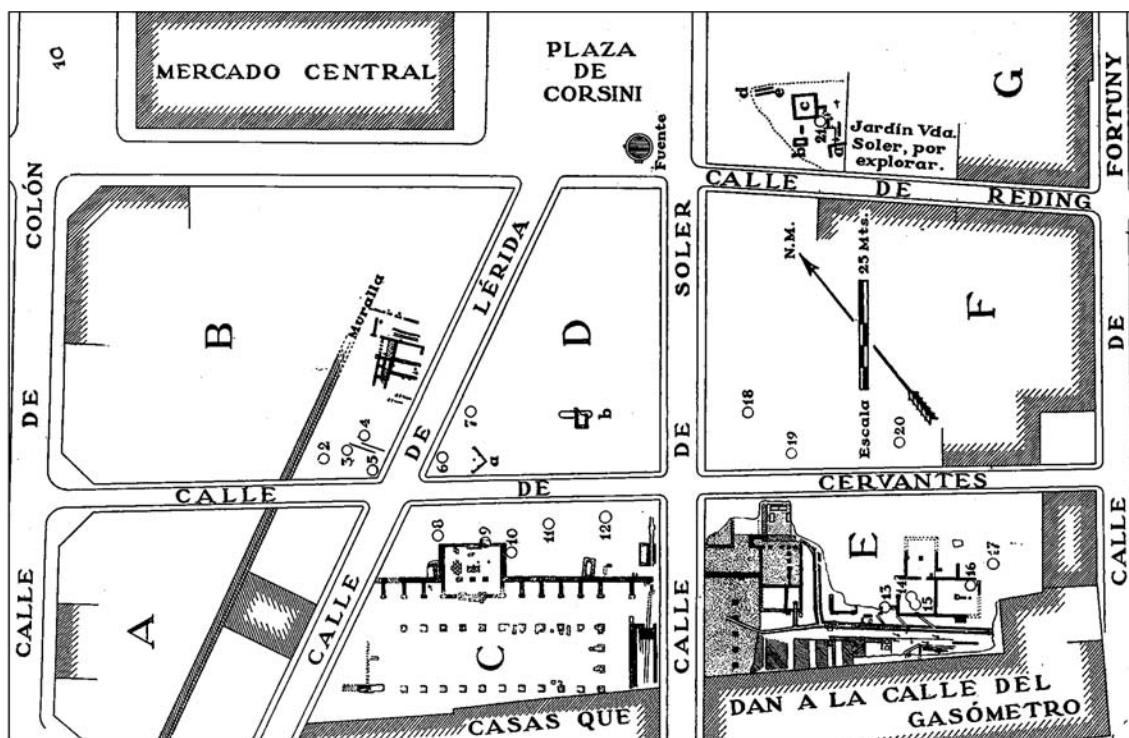 10
MERCADO CENTRAL
PLAZA
DE
CORSINI
Fuente
d
e
c
b
21
a
Jardín Vda.
Soler, por
explorar.
G
CALLE DE REDING
CALLE DE FORTUNY
CALLE DE COLÓN
B
Muralla
2
3
4
5
CALLE DE LÉRIDA
D
6
7
a
b
CALLE DE SOLER
N.M.
Escala
25 Mts.
F
18
19
20
CALLE DE CERVANTES
A
C
8
9
10
11
12
E
13
14
15
16
17
CASAS QUE
DAN A LA CALLE DEL
GASÓMETRO